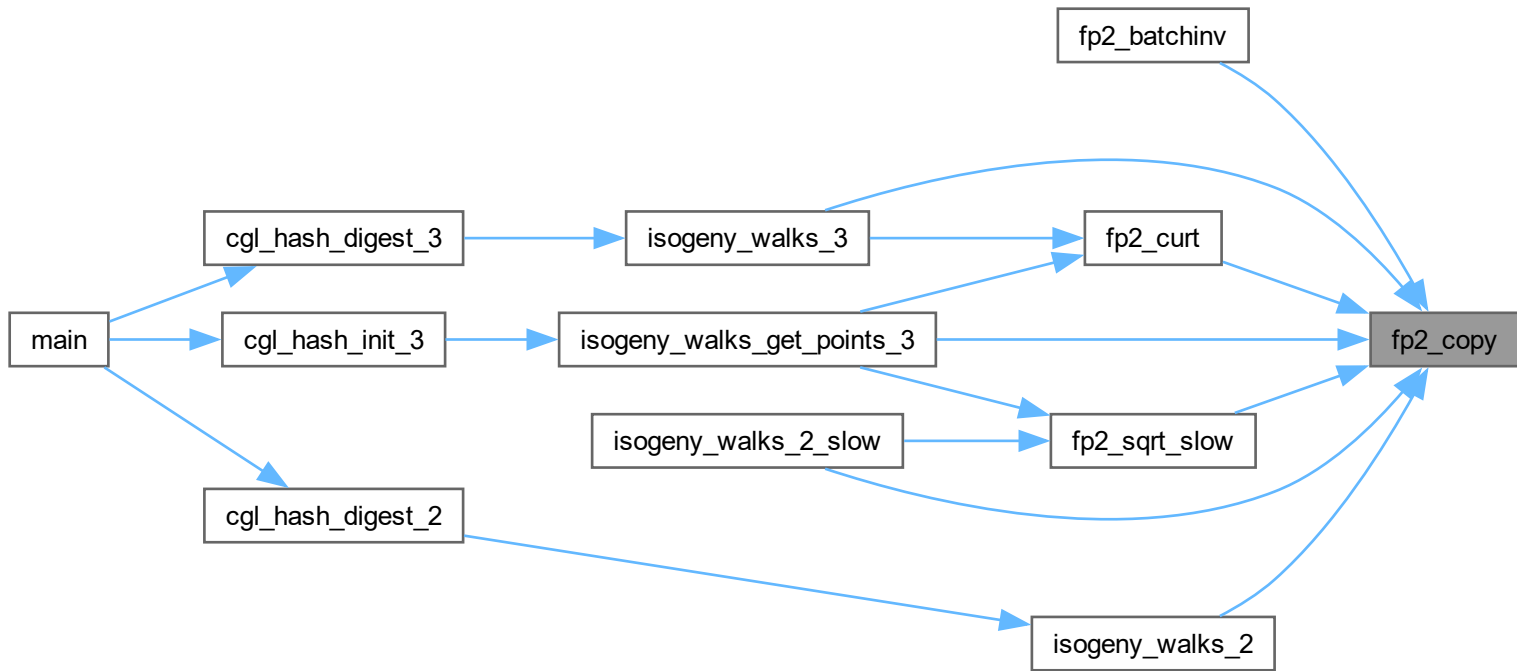 fp2_batchinv
cgl_hash_digest_3
isogeny_walks_3
fp2_curt
main
cgl_hash_init_3
isogeny_walks_get_points_3
fp2_copy
isogeny_walks_2_slow
fp2_sqrt_slow
cgl_hash_digest_2
isogeny_walks_2